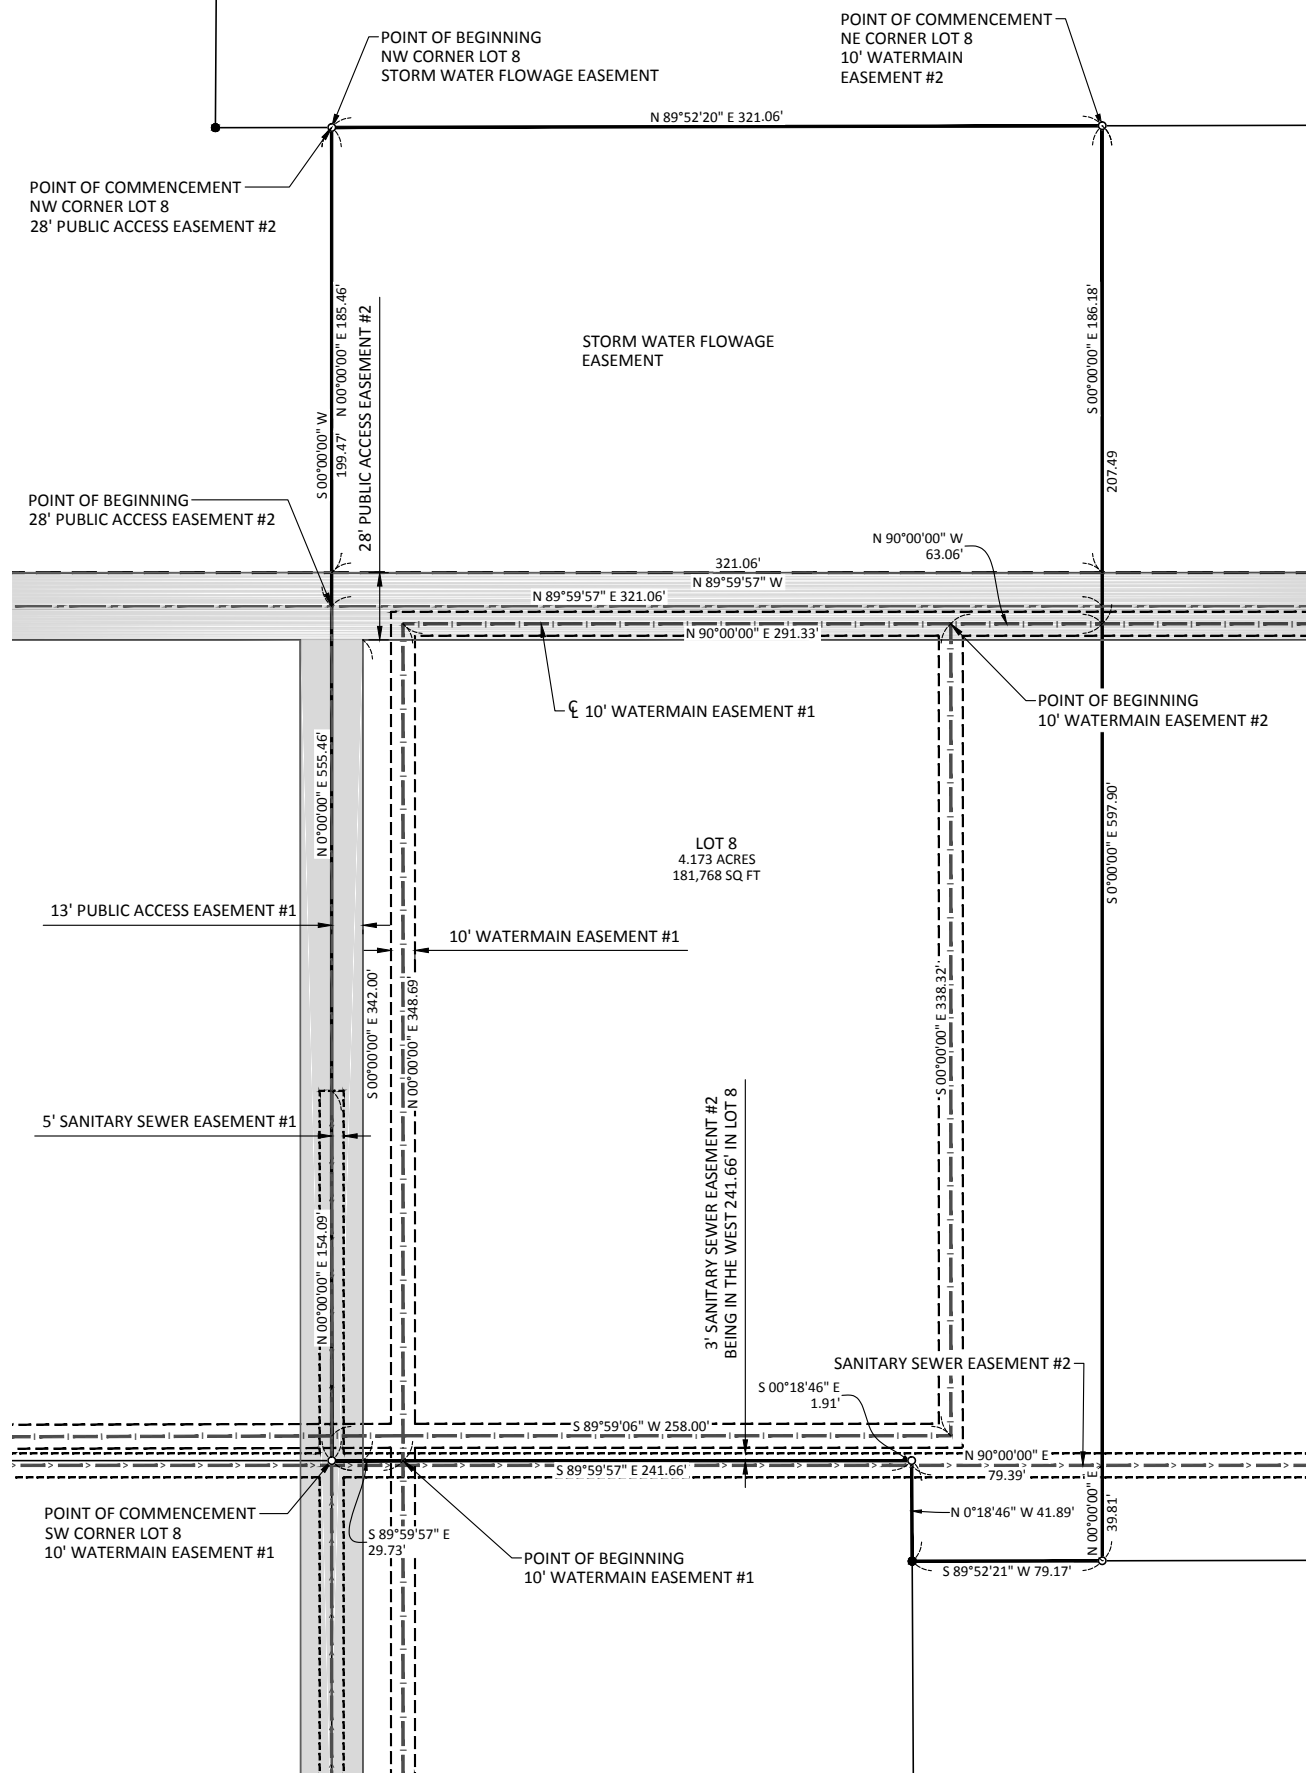 POINT OF BEGINNING
NW CORNER LOT 8
STORM WATER FLOWAGE EASEMENT
POINT OF COMMENCEMENT
NE CORNER LOT 8
10' WATERMAIN
EASEMENT #2
N 89°52'20" E 321.06'
POINT OF COMMENCEMENT
NW CORNER LOT 8
28' PUBLIC ACCESS EASEMENT #2
S 00°00'00" W
199.47'
N 00°00'00" E 185.46'
28' PUBLIC ACCESS EASEMENT #2
STORM WATER FLOWAGE
EASEMENT
S 00°00'00" E 186.18'
207.49
POINT OF BEGINNING
28' PUBLIC ACCESS EASEMENT #2
N 90°00'00" W
63.06'
321.06'
N 89°59'57" W
N 89°59'57" E 321.06'
N 90°00'00" E 291.33'
℄ 10' WATERMAIN EASEMENT #1
POINT OF BEGINNING
10' WATERMAIN EASEMENT #2
N 0°00'00" E 555.46'
LOT 8
4.173 ACRES
181,768 SQ FT
S 0°00'00" E 597.90'
13' PUBLIC ACCESS EASEMENT #1
10' WATERMAIN EASEMENT #1
S 00°00'00" E 342.00'
N 00°00'00" E 348.69'
S 00°00'00" E 338.32'
5' SANITARY SEWER EASEMENT #1
3' SANITARY SEWER EASEMENT #2
BEING IN THE WEST 241.66' IN LOT 8
N 00°00'00" E 154.09'
SANITARY SEWER EASEMENT #2
S 00°18'46" E
1.91'
S 89°59'06" W 258.00'
N 90°00'00" E
79.39'
S 89°59'57" E 241.66'
POINT OF COMMENCEMENT
SW CORNER LOT 8
10' WATERMAIN EASEMENT #1
S 89°59'57" E
29.73'
POINT OF BEGINNING
10' WATERMAIN EASEMENT #1
N 0°18'46" W 41.89'
N 00°00'00" E
39.81'
S 89°52'21" W 79.17'